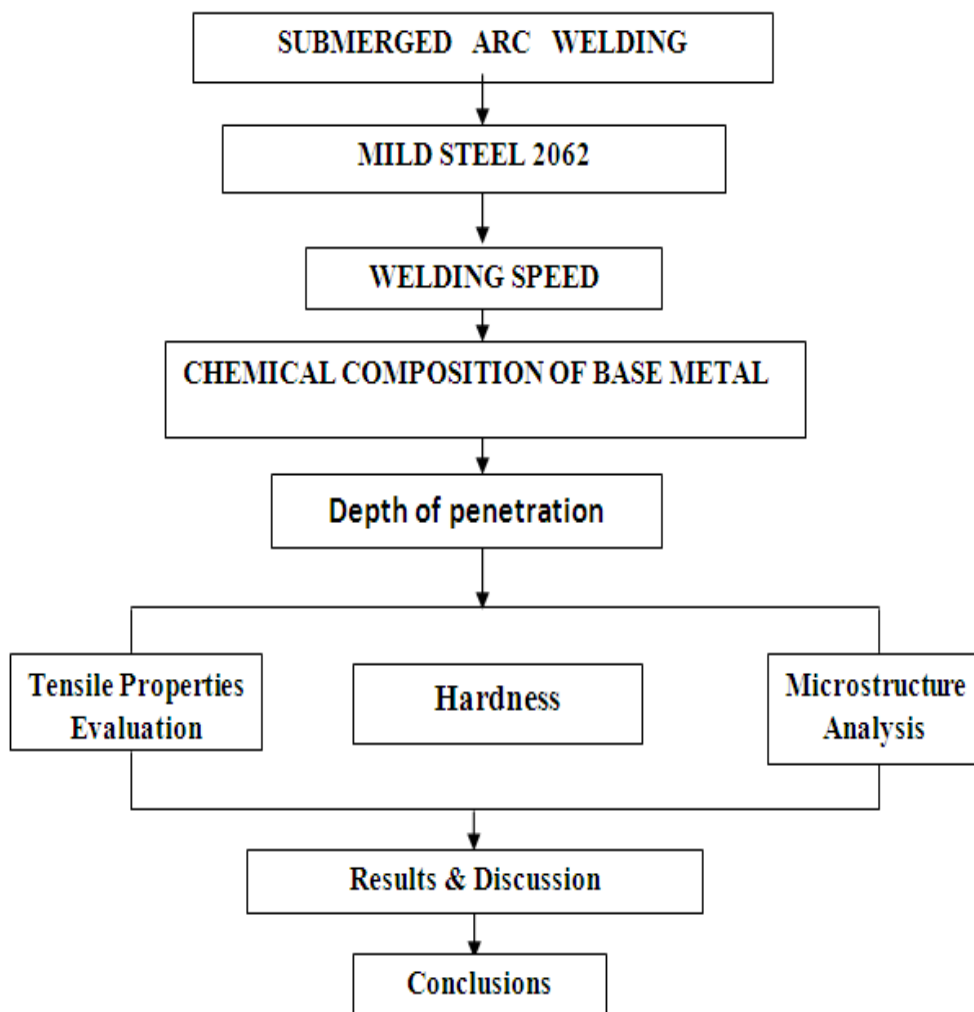 SUBMERGED ARC WELDING
MILD STEEL 2062
WELDING SPEED
CHEMICAL COMPOSITION OF BASE METAL
Depth of penetration
Tensile Properties
Evaluation
Hardness
Microstructure
Analysis
Results & Discussion
Conclusions